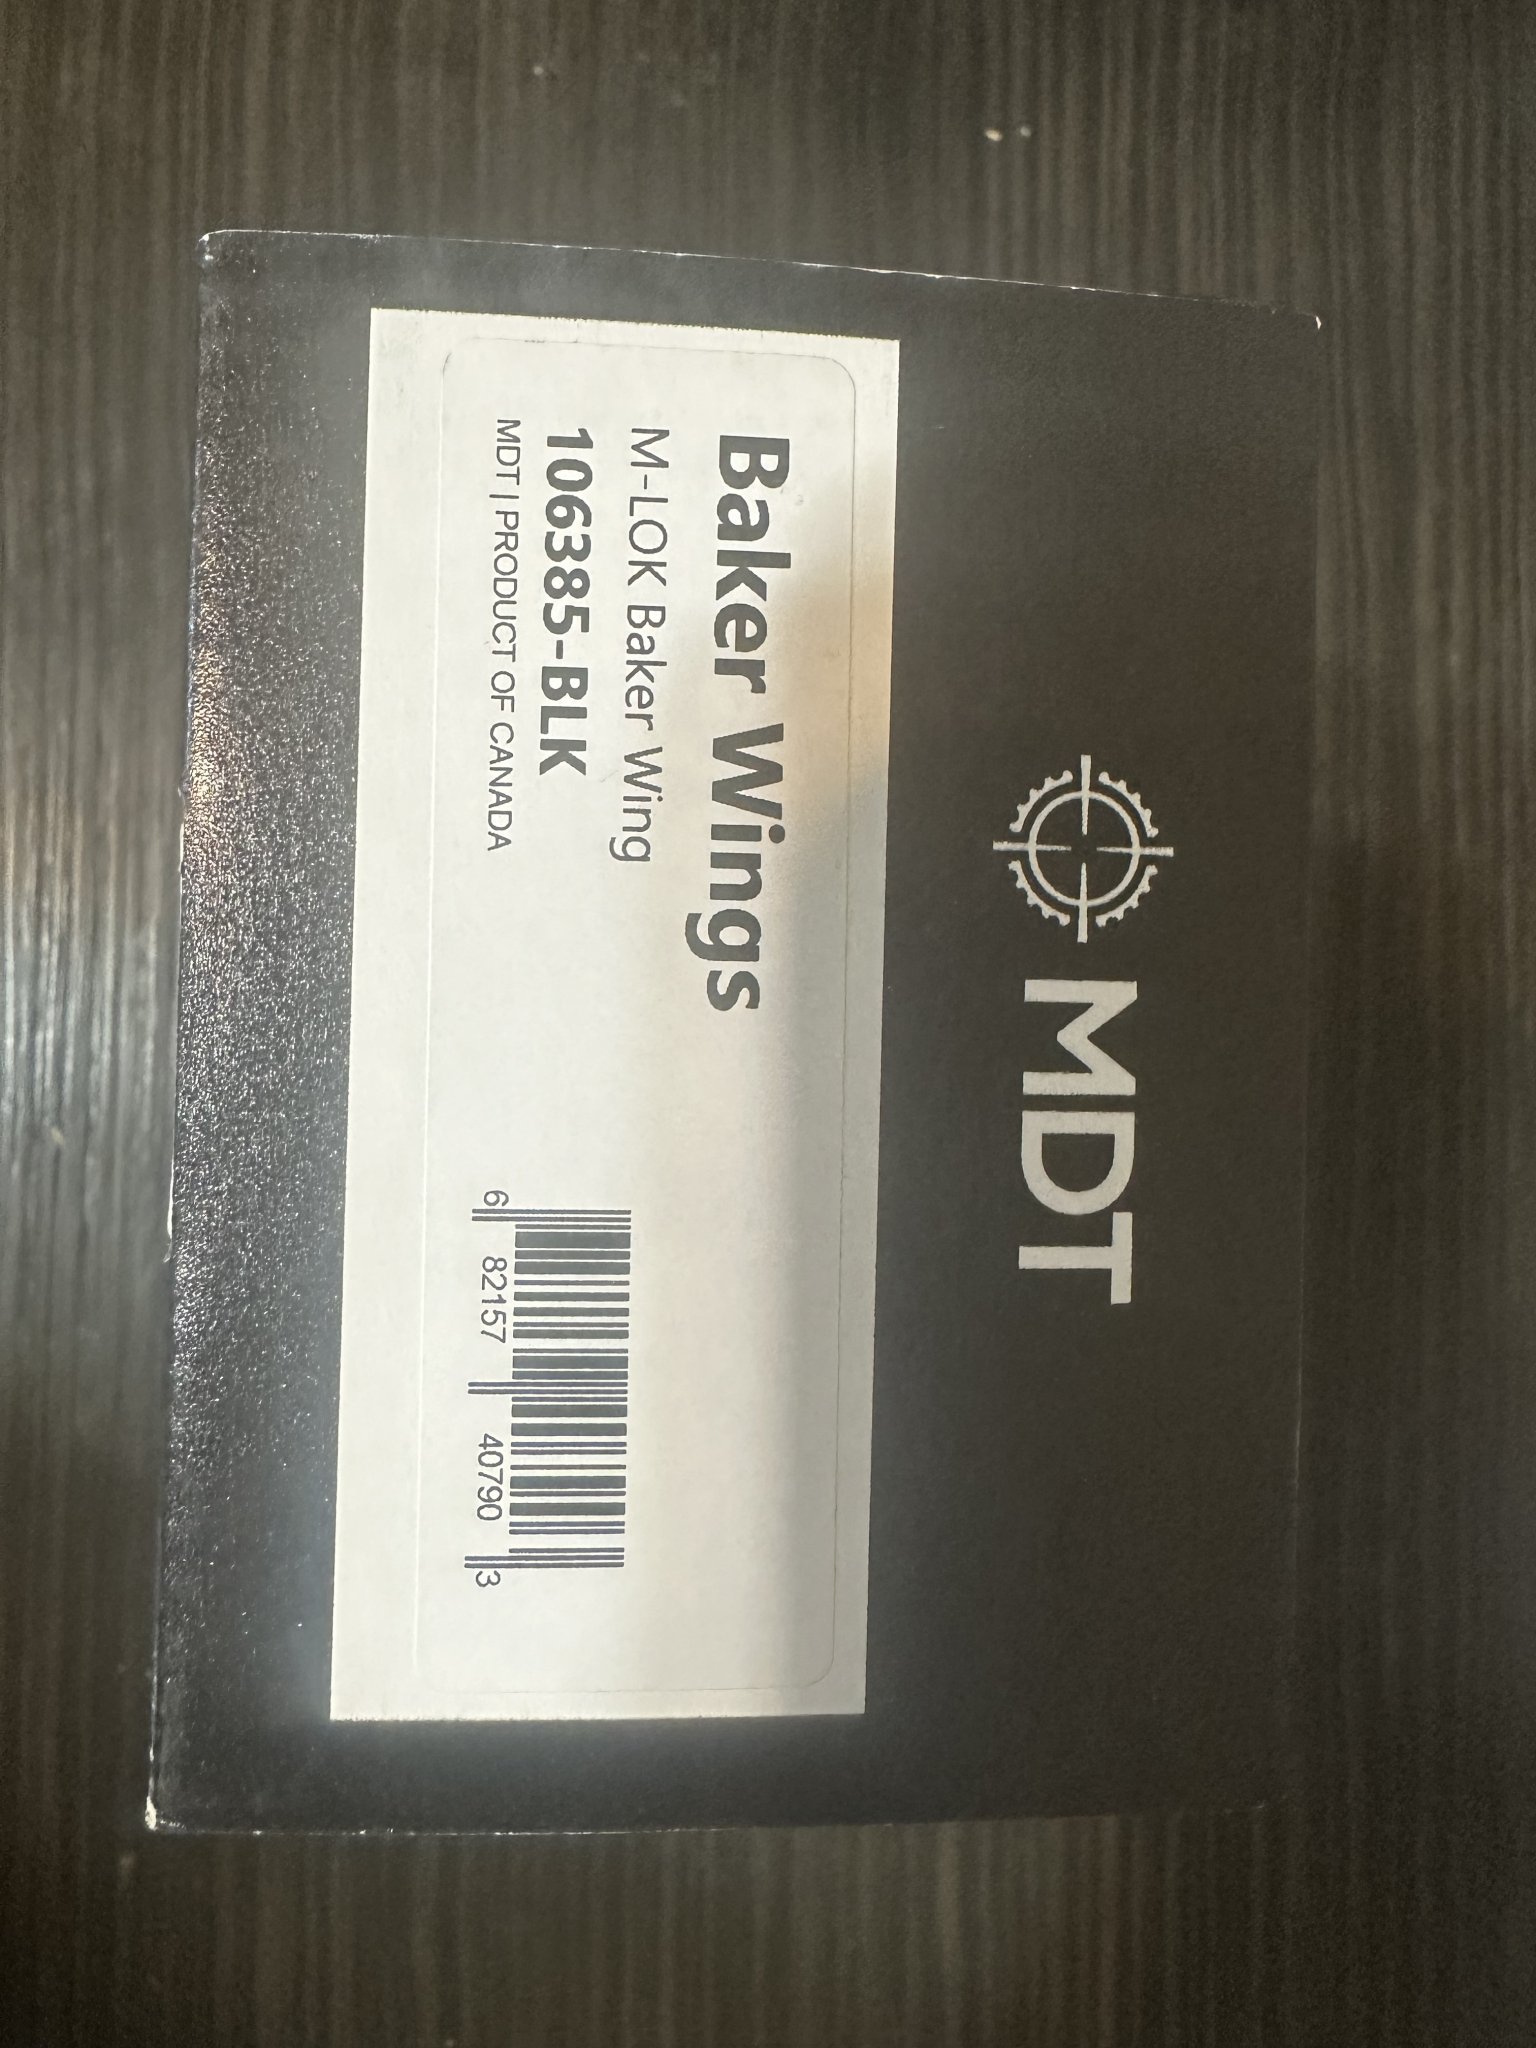 MDT
Baker Wings
M-LOK Baker Wing
106385-BLK
MDT | PRODUCT OF CANADA
6 82157 40790 3